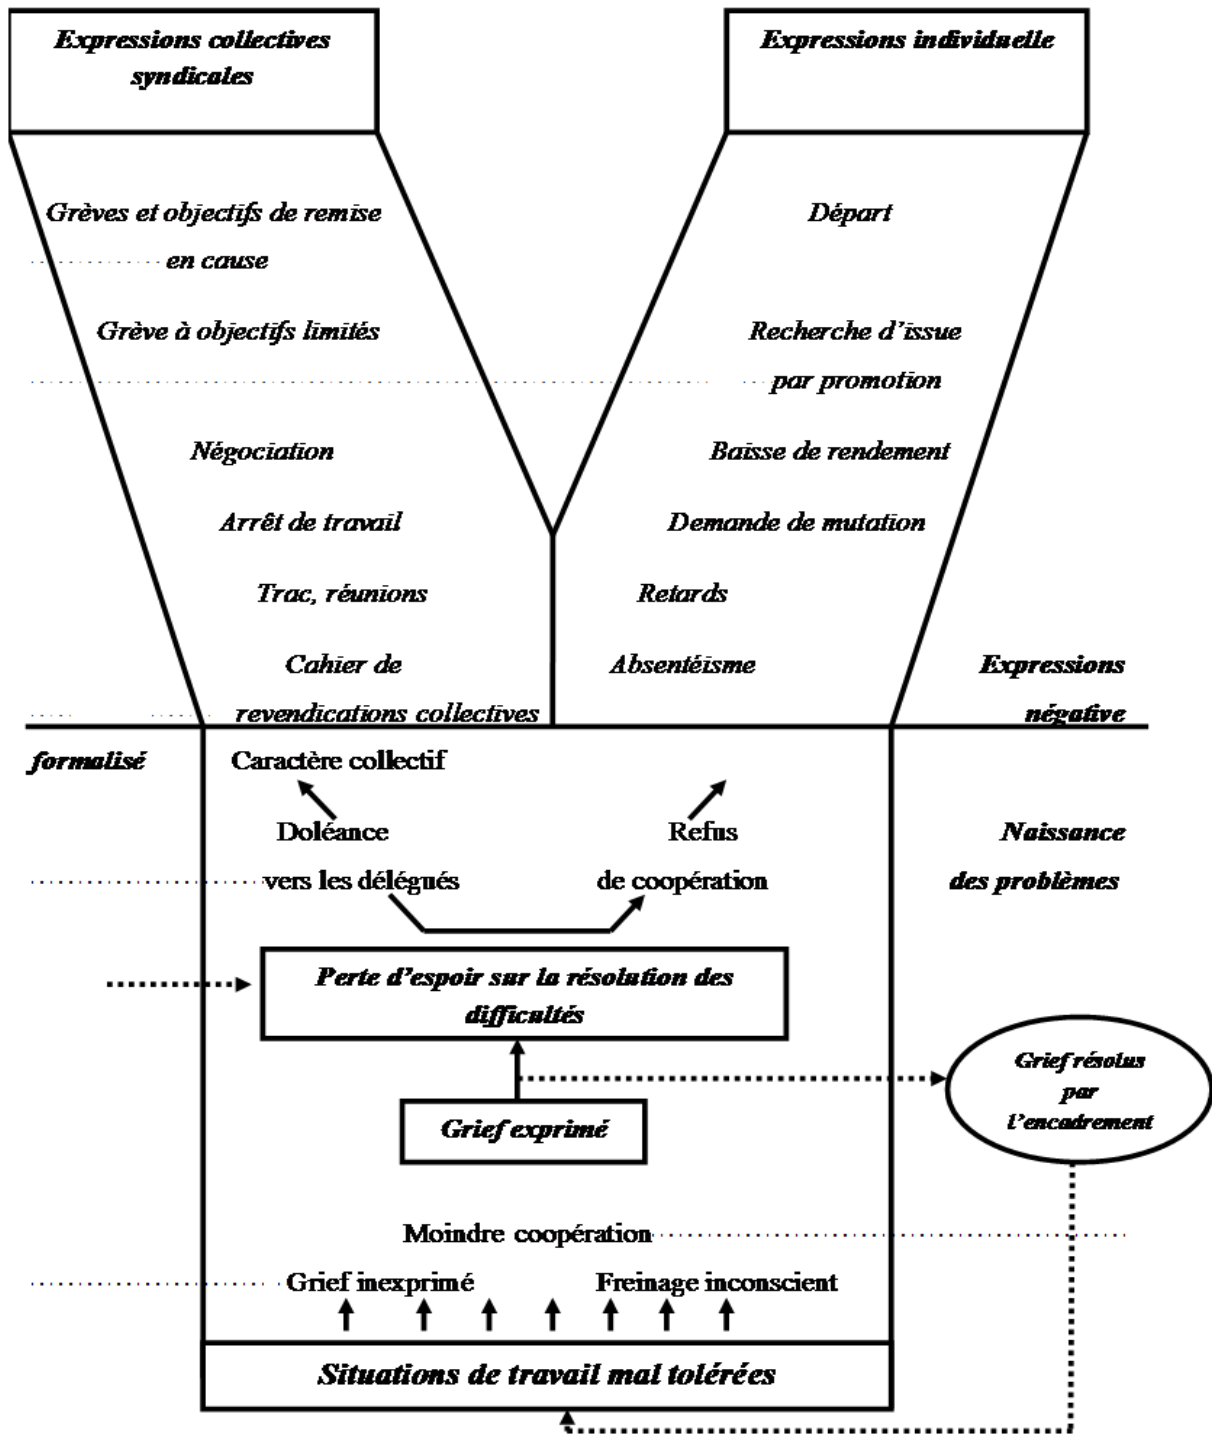 Expressions collectives
syndicales
Expressions individuelle
Grèves et objectifs de remise
en cause
Départ
Grève à objectifs limités
Recherche d'issue
par promotion
Négociation
Baisse de rendement
Arrêt de travail
Demande de mutation
Trac, réunions
Retards
Cahier de
revendications collectives
Absentéisme
Expressions
négative
formalisé
Caractère collectif
Doléance
vers les délégués
Refus
de coopération
Naissance
des problèmes
Perte d'espoir sur la résolution des
difficultés
Grief résolus
par
l'encadrement
Grief exprimé
Moindre coopération
Grief inexprimé
Freinage inconscient
Situations de travail mal tolérées